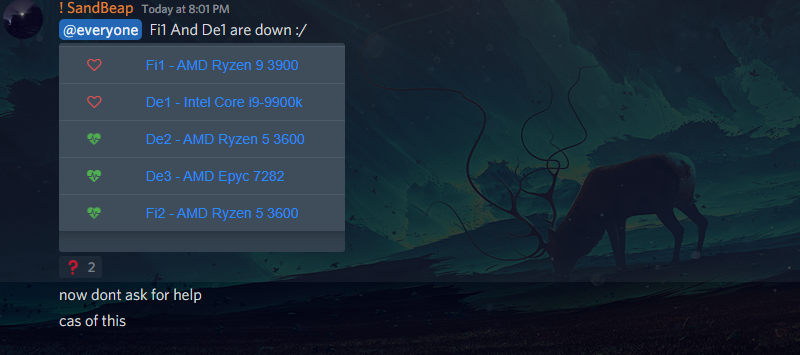 ! SandBeap Today at 8:01 PM
@everyone Fi1 And De1 are down :/
Fi1 - AMD Ryzen 9 3900
De1 - Intel Core i9-9900k
De2 - AMD Ryzen 5 3600
De3 - AMD Epyc 7282
Fi2 - AMD Ryzen 5 3600
❓ 2
now dont ask for help
cas of this